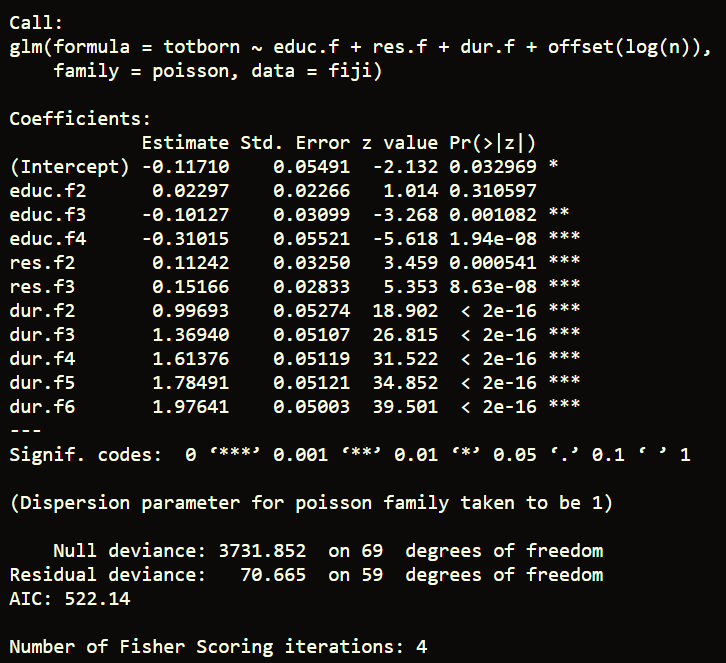 Call:
glm(formula = totborn ~ educ.f + res.f + dur.f + offset(log(n)),
    family = poisson, data = fiji)

Coefficients:
            Estimate Std. Error z value Pr(>|z|)
(Intercept) -0.11710    0.05491  -2.132 0.032969 *
educ.f2      0.02297    0.02266   1.014 0.310597
educ.f3     -0.10127    0.03099  -3.268 0.001082 **
educ.f4     -0.31015    0.05521  -5.618 1.94e-08 ***
res.f2       0.11242    0.03250   3.459 0.000541 ***
res.f3       0.15166    0.02833   5.353 8.63e-08 ***
dur.f2       0.99693    0.05274  18.902  < 2e-16 ***
dur.f3       1.36940    0.05107  26.815  < 2e-16 ***
dur.f4       1.61376    0.05119  31.522  < 2e-16 ***
dur.f5       1.78491    0.05121  34.852  < 2e-16 ***
dur.f6       1.97641    0.05003  39.501  < 2e-16 ***
---
Signif. codes:  0 ‘***’ 0.001 ‘**’ 0.01 ‘*’ 0.05 ‘.’ 0.1 ‘ ’ 1

(Dispersion parameter for poisson family taken to be 1)

    Null deviance: 3731.852  on 69  degrees of freedom
Residual deviance:   70.665  on 59  degrees of freedom
AIC: 522.14

Number of Fisher Scoring iterations: 4